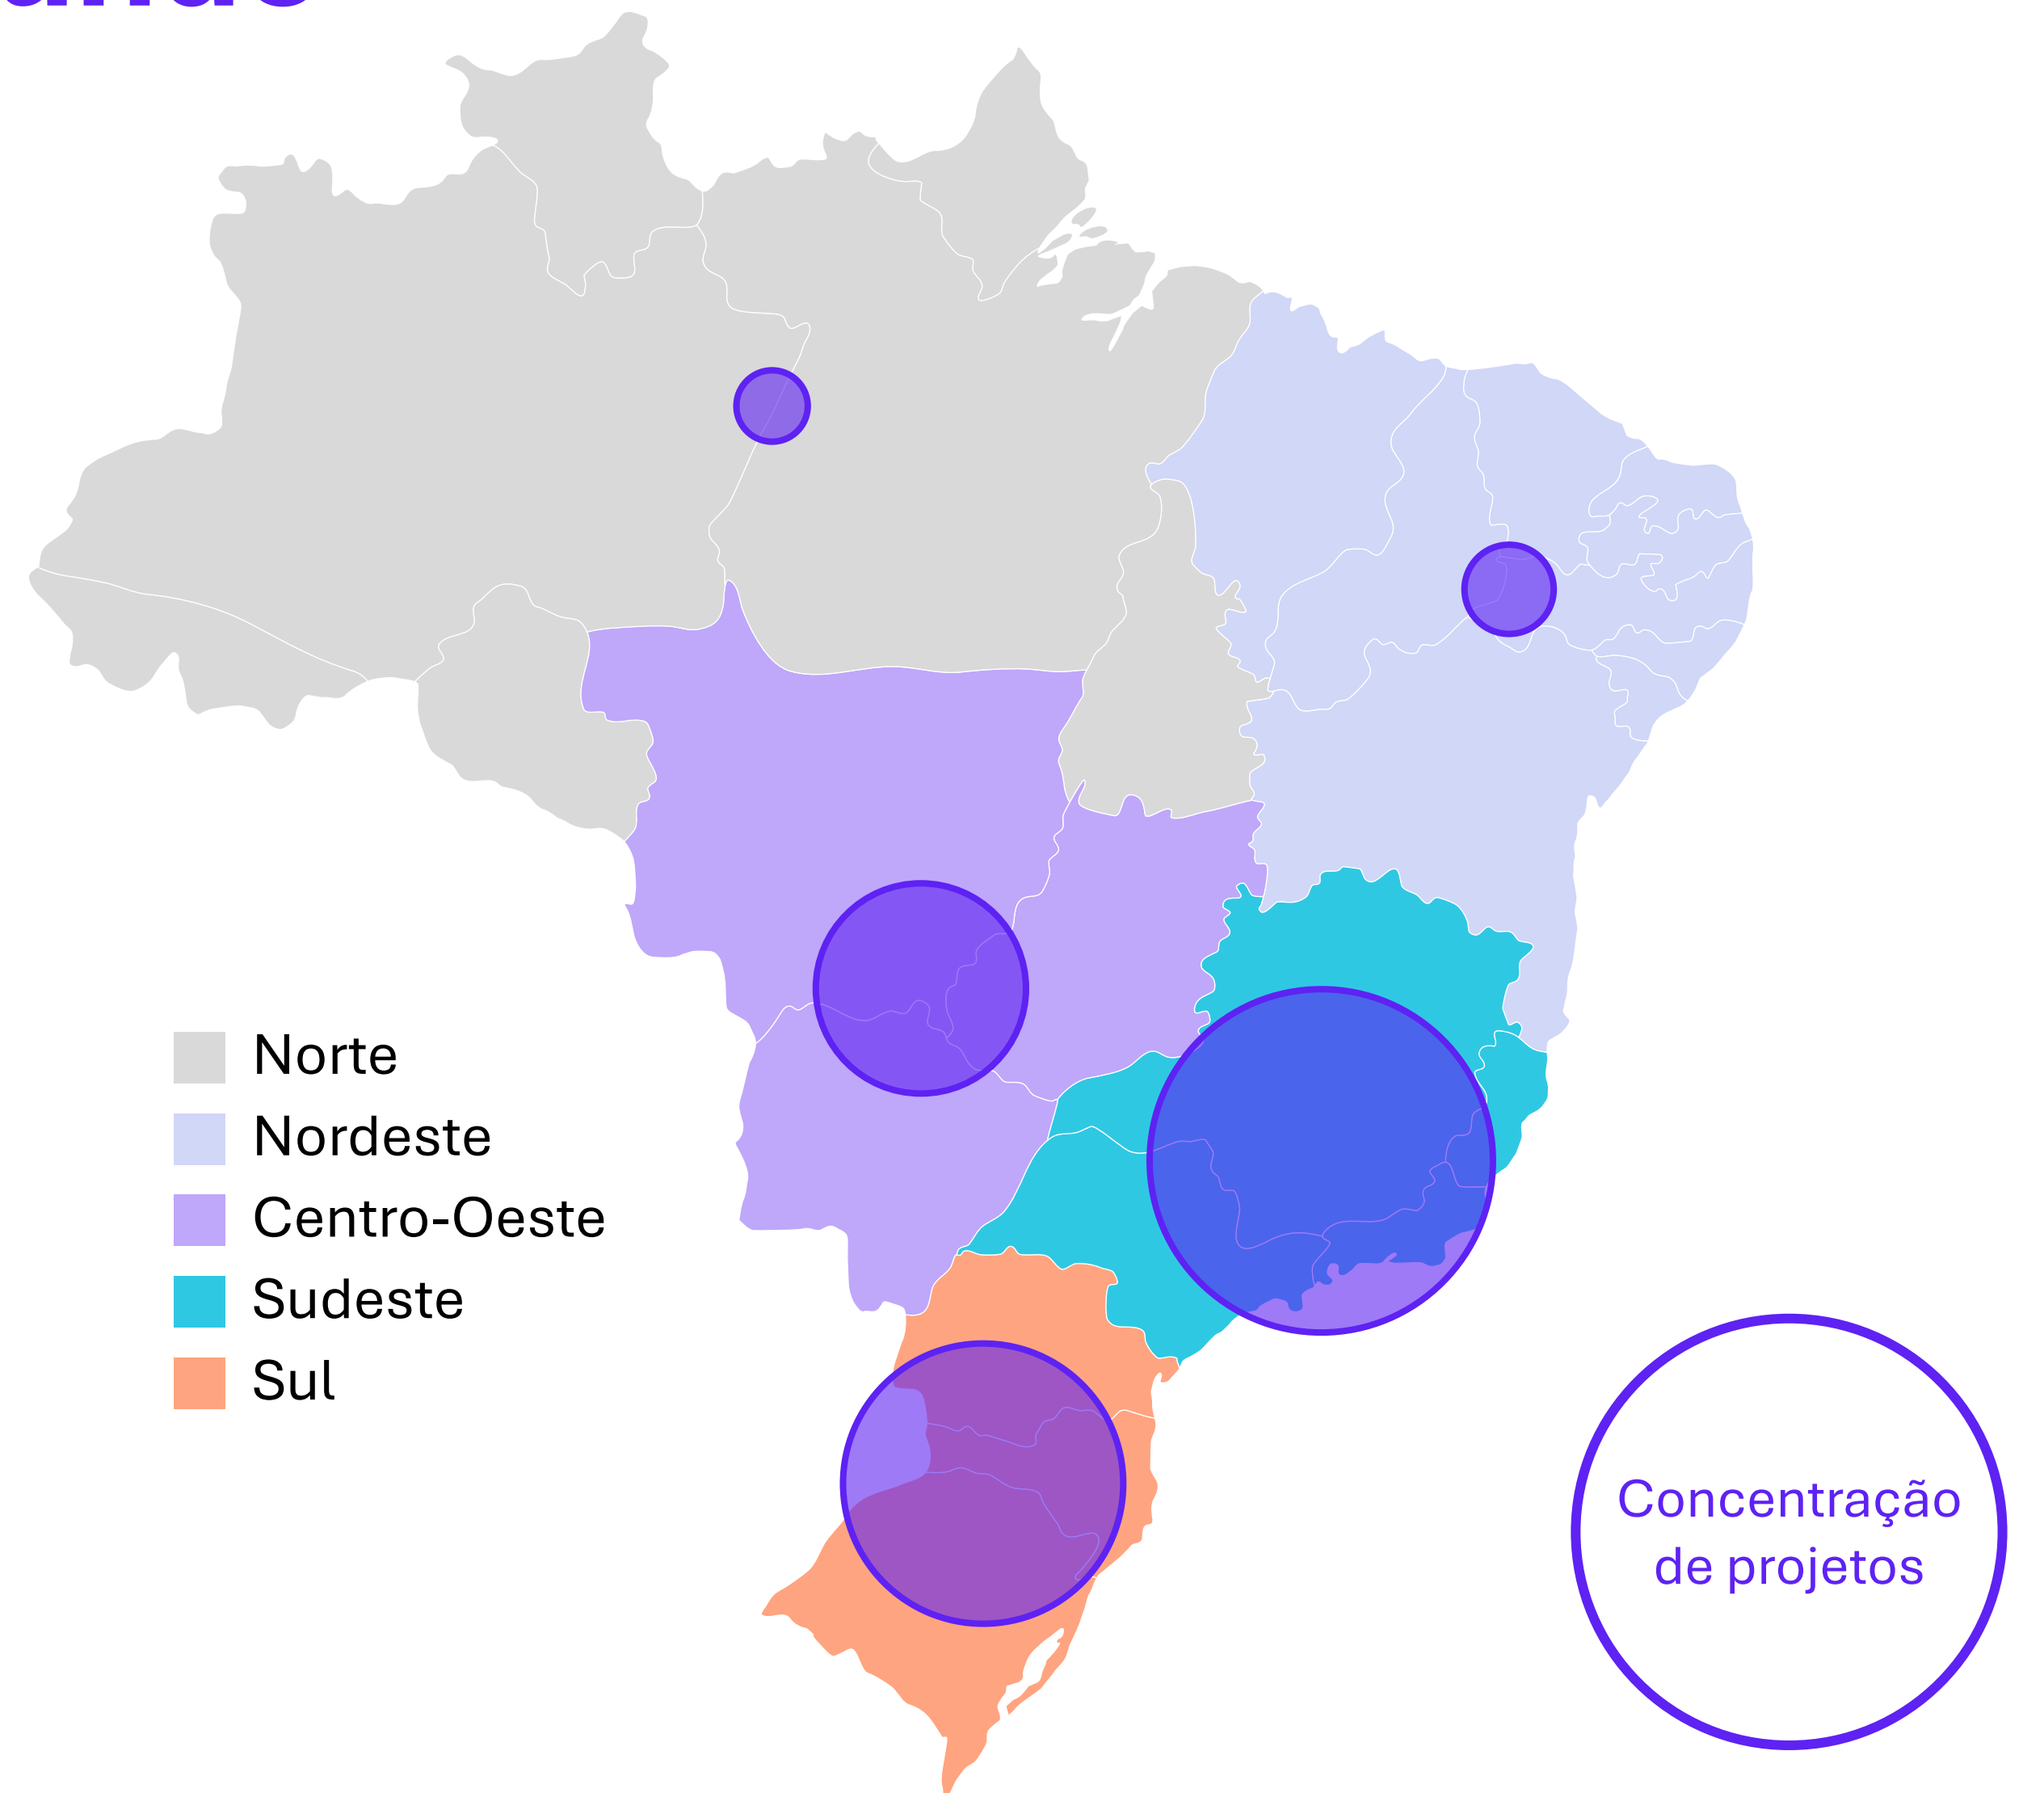 Norte
Nordeste
Centro-Oeste
Sudeste
Sul
Concentração
de projetos